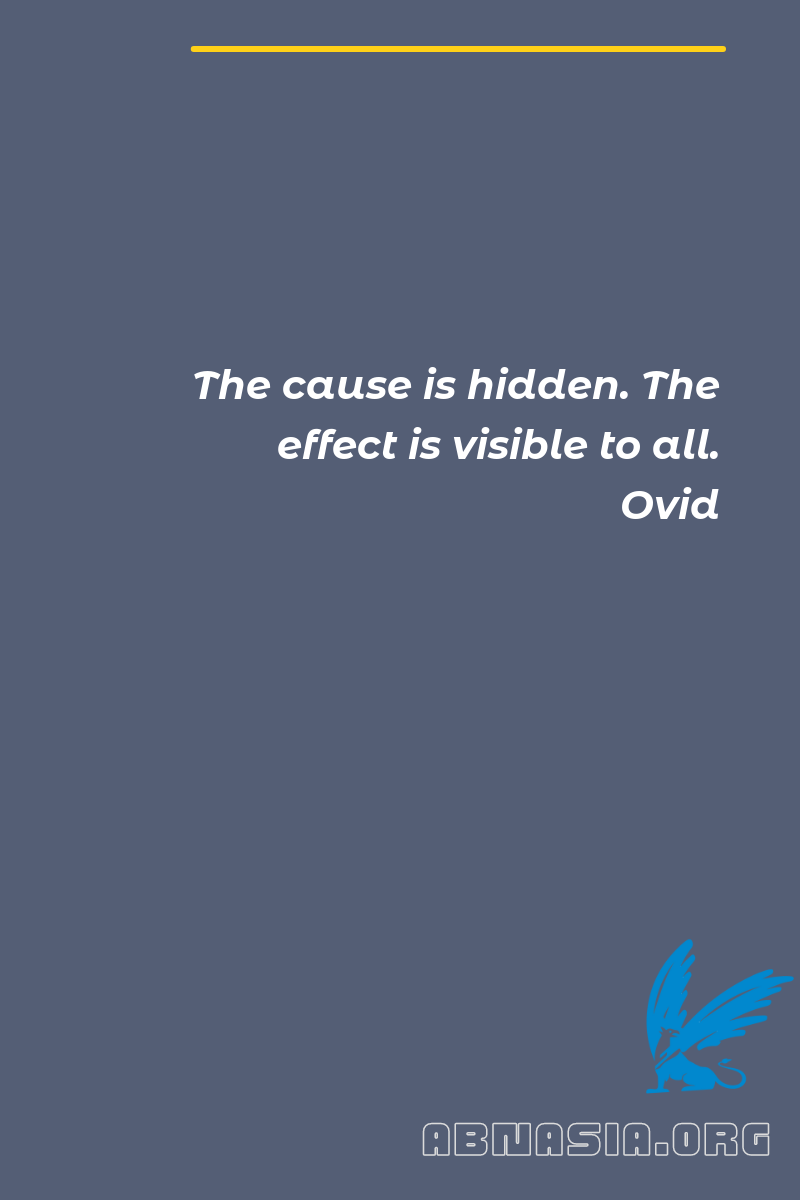 The cause is hidden. The
effect is visible to all.
Ovid
ABNASIA.ORG